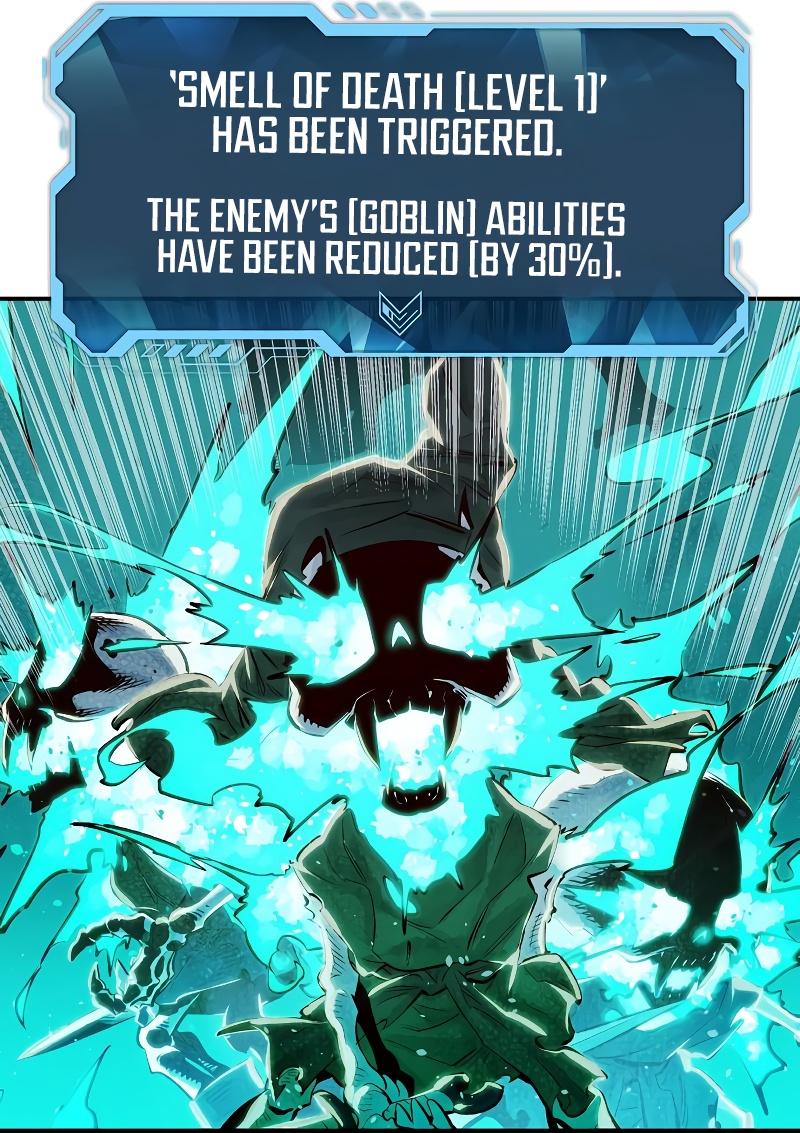 'SMELL OF DEATH [LEVEL 1]'
HAS BEEN TRIGGERED.
THE ENEMY'S [GOBLIN] ABILITIES
HAVE BEEN REDUCED [BY 30%].